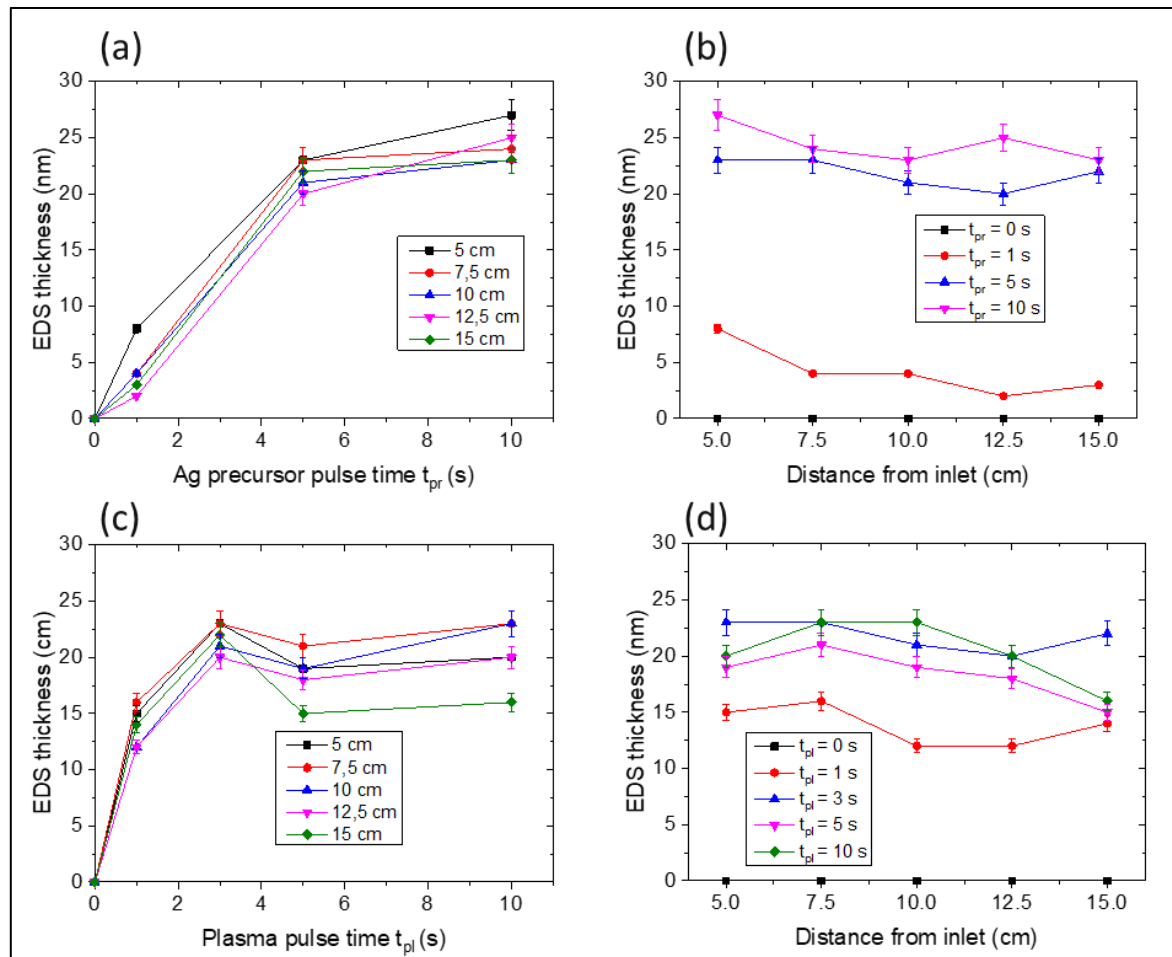 (a)
30
25
20
15
10
5
0
EDS thickness (nm)
0 2 4 6 8 10
Ag precursor pulse time t_pr (s)
5 cm
7,5 cm
10 cm
12,5 cm
15 cm
(b)
30
25
20
15
10
5
0
EDS thickness (nm)
5.0 7.5 10.0 12.5 15.0
Distance from inlet (cm)
t_pr = 0 s
t_pr = 1 s
t_pr = 5 s
t_pr = 10 s
(c)
30
25
20
15
10
5
0
EDS thickness (cm)
0 2 4 6 8 10
Plasma pulse time t_pl (s)
5 cm
7,5 cm
10 cm
12,5 cm
15 cm
(d)
30
25
20
15
10
5
0
EDS thickness (nm)
5.0 7.5 10.0 12.5 15.0
Distance from inlet (cm)
t_pl = 0 s
t_pl = 1 s
t_pl = 3 s
t_pl = 5 s
t_pl = 10 s